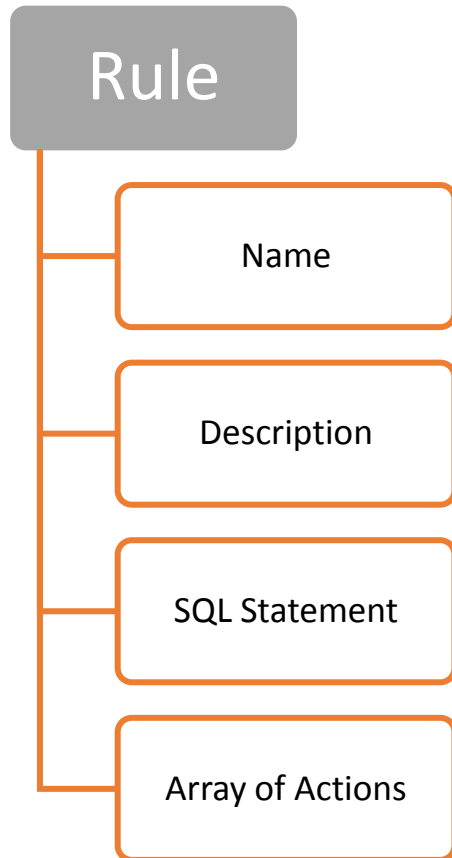 Rule
Name
Description
SQL Statement
Array of Actions